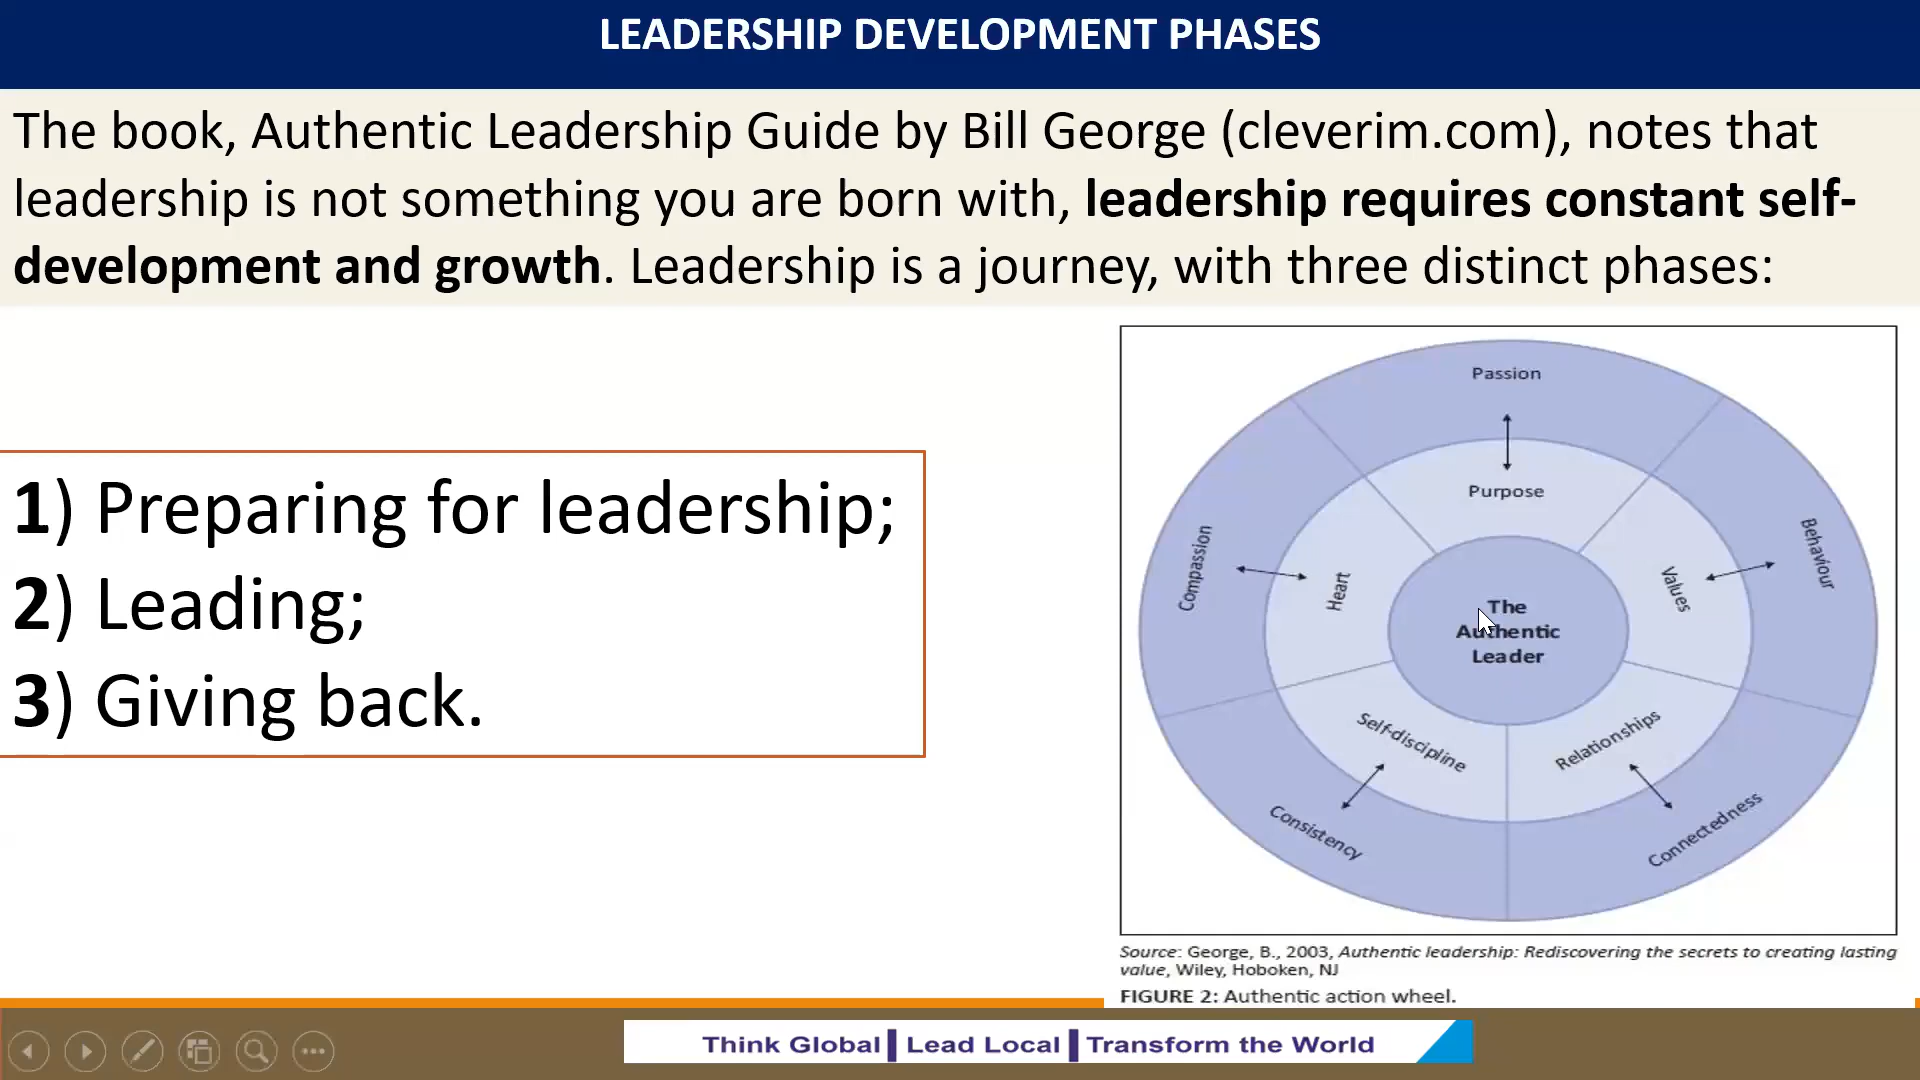 LEADERSHIP DEVELOPMENT PHASES
The book, Authentic Leadership Guide by Bill George (cleverim.com), notes that
leadership is not something you are born with, leadership requires constant self-
development and growth. Leadership is a journey, with three distinct phases:
1) Preparing for leadership;
2) Leading;
3) Giving back.
Passion
Purpose
Compassion
Heart
Values
Behaviour
The
Authentic
Leader
Self-discipline
Relationships
Consistency
Connectedness
Source: George, B., 2003, Authentic leadership: Rediscovering the secrets to creating lasting
value, Wiley, Hoboken, NJ
FIGURE 2: Authentic action wheel.
Think Global | Lead Local | Transform the World